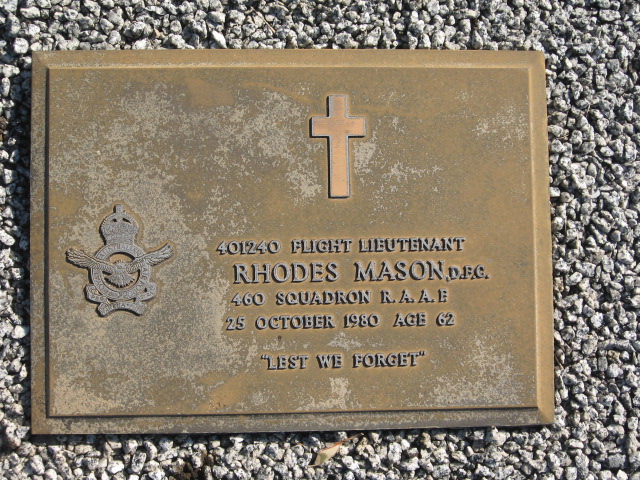 401240 FLIGHT LIEUTENANT
RHODES MASON, D.F.C.
460 SQUADRON R.A.A.F
25 OCTOBER 1980 AGE 62
"LEST WE FORGET"